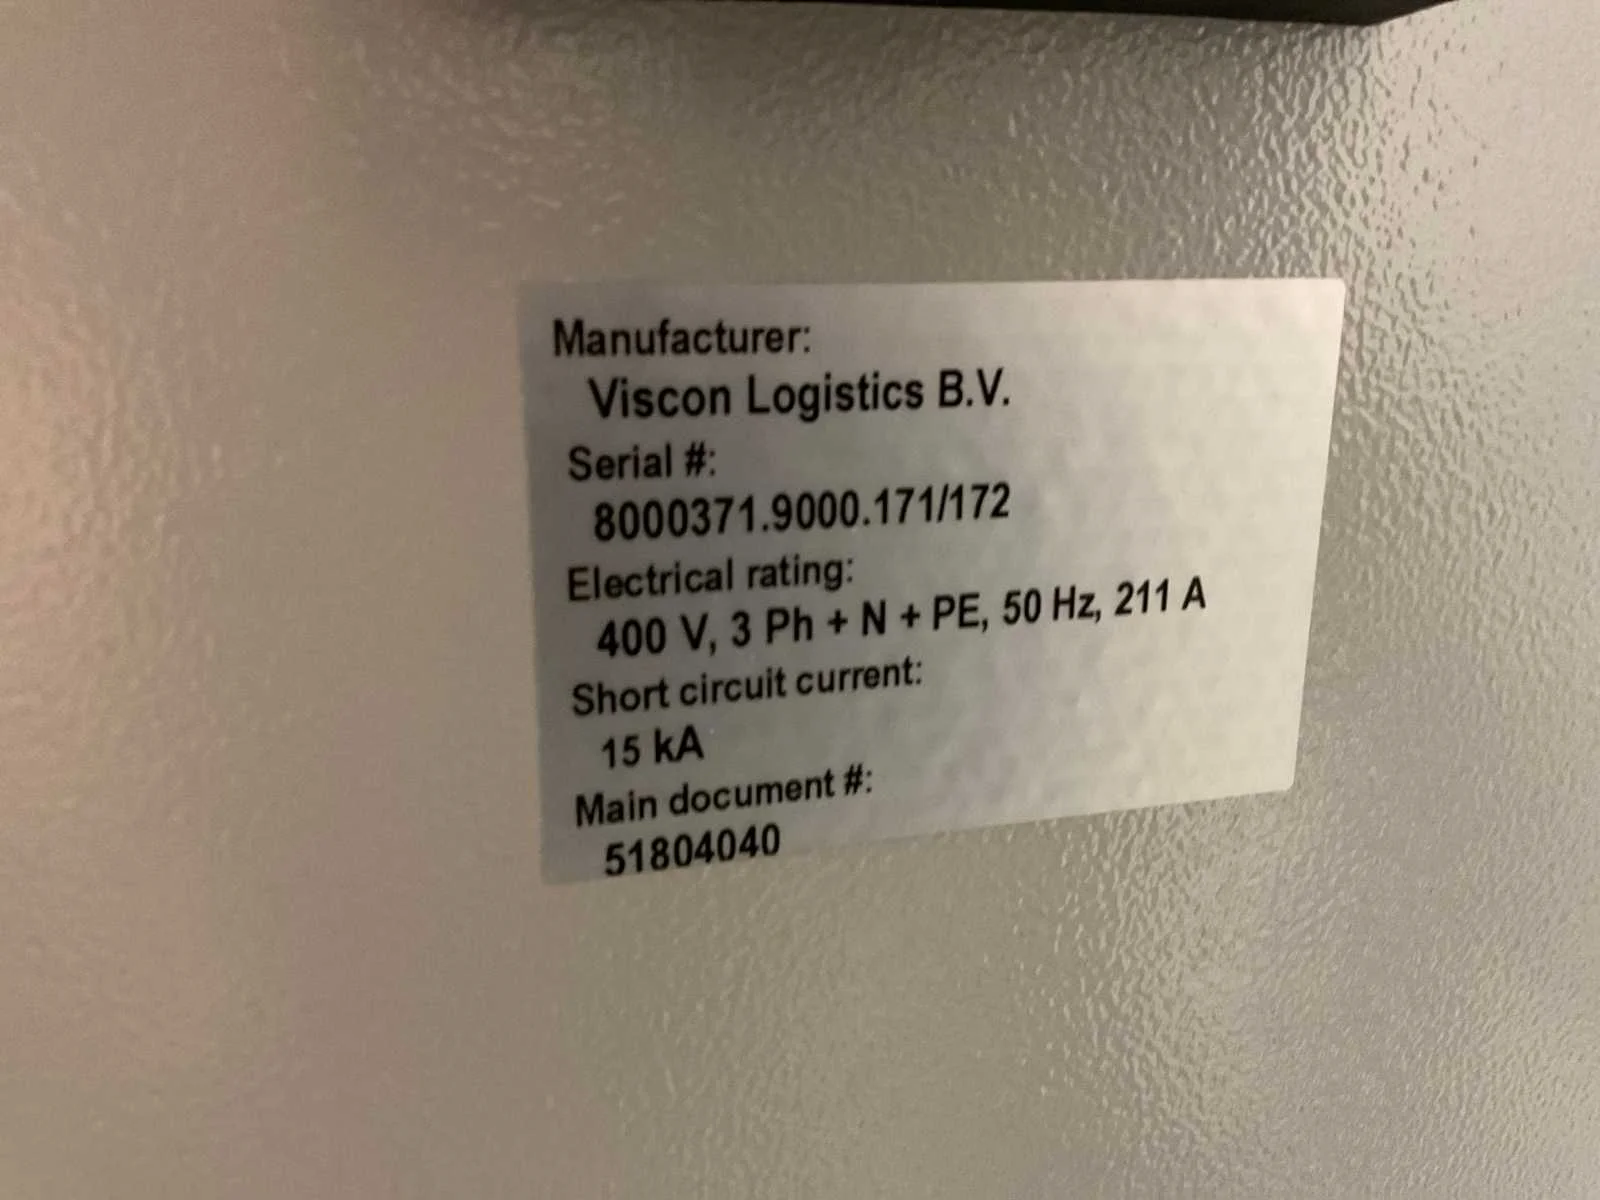 Manufacturer:
Viscon Logistics B.V.
Serial #:
8000371.9000.171/172
Electrical rating:
400 V, 3 Ph + N + PE, 50 Hz, 211 A
Short circuit current:
15 kA
Main document #:
51804040